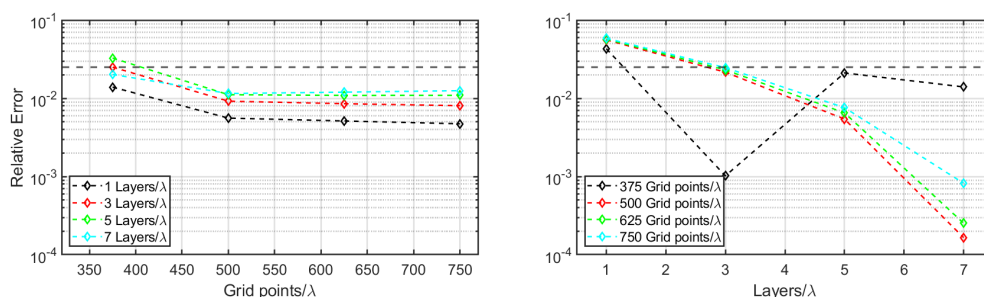 10^-1
10^-2
10^-3
10^-4
Relative Error
1 Layers/λ
3 Layers/λ
5 Layers/λ
7 Layers/λ
350 400 450 500 550 600 650 700 750
Grid points/λ
10^-1
10^-2
10^-3
10^-4
375 Grid points/λ
500 Grid points/λ
625 Grid points/λ
750 Grid points/λ
1 2 3 4 5 6 7
Layers/λ